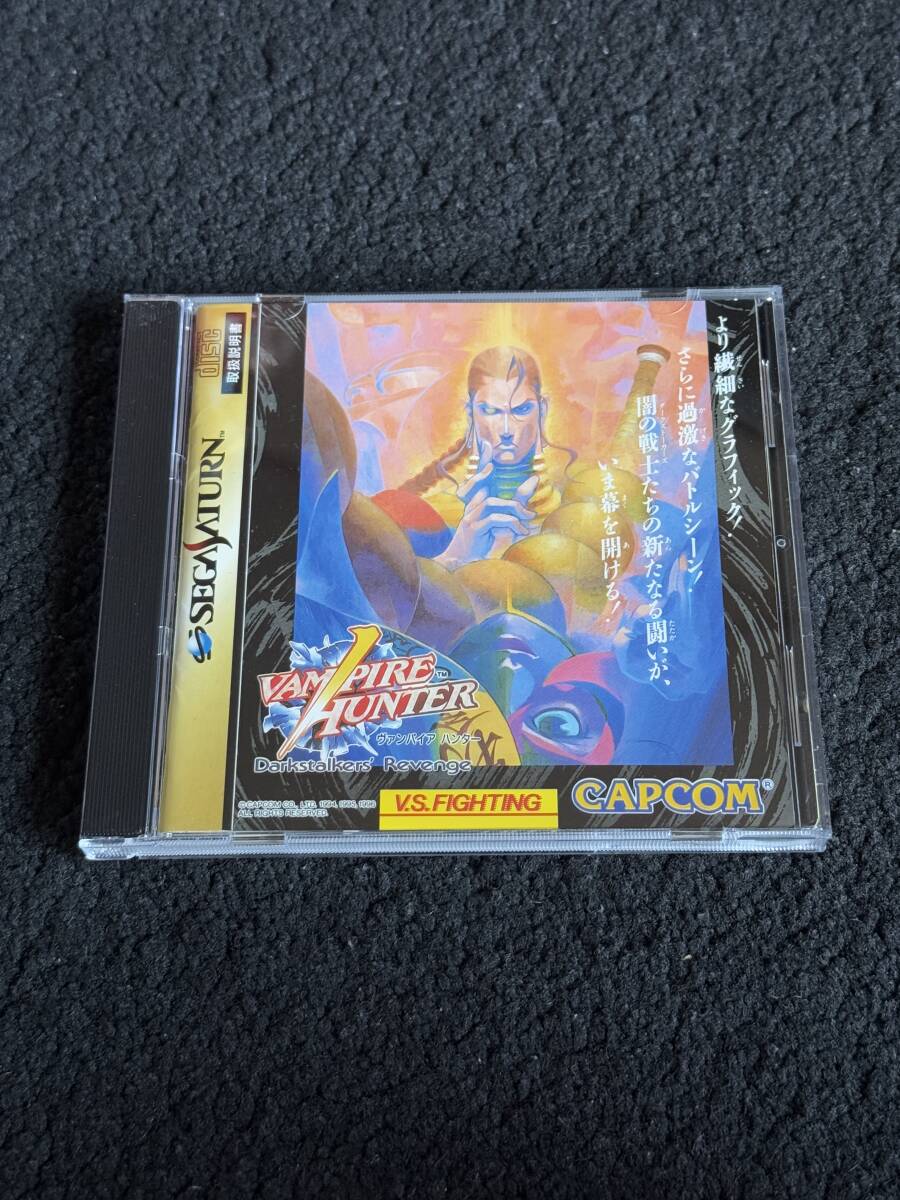 disc
取扱説明書
SEGA SATURN™
より繊細なグラフィック!
さらに過激なバトルシーン!
闇の戦士たちの新たなる闘いが、
いま幕を開ける!
VAMPIRE™
HUNTER
ヴァンパイア ハンター
Darkstalkers' Revenge
©CAPCOM CO., LTD. 1994, 1995, 1996
ALL RIGHTS RESERVED.
V.S.FIGHTING
CAPCOM®